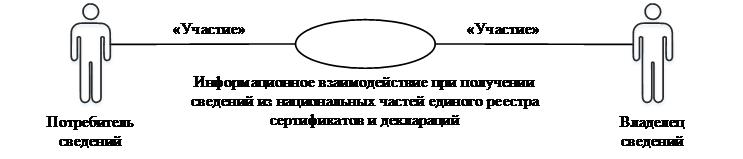 «Участие»
«Участие»
Информационное взаимодействие при получении
сведений из национальных частей единого реестра
сертификатов и деклараций
Потребитель
сведений
Владелец
сведений